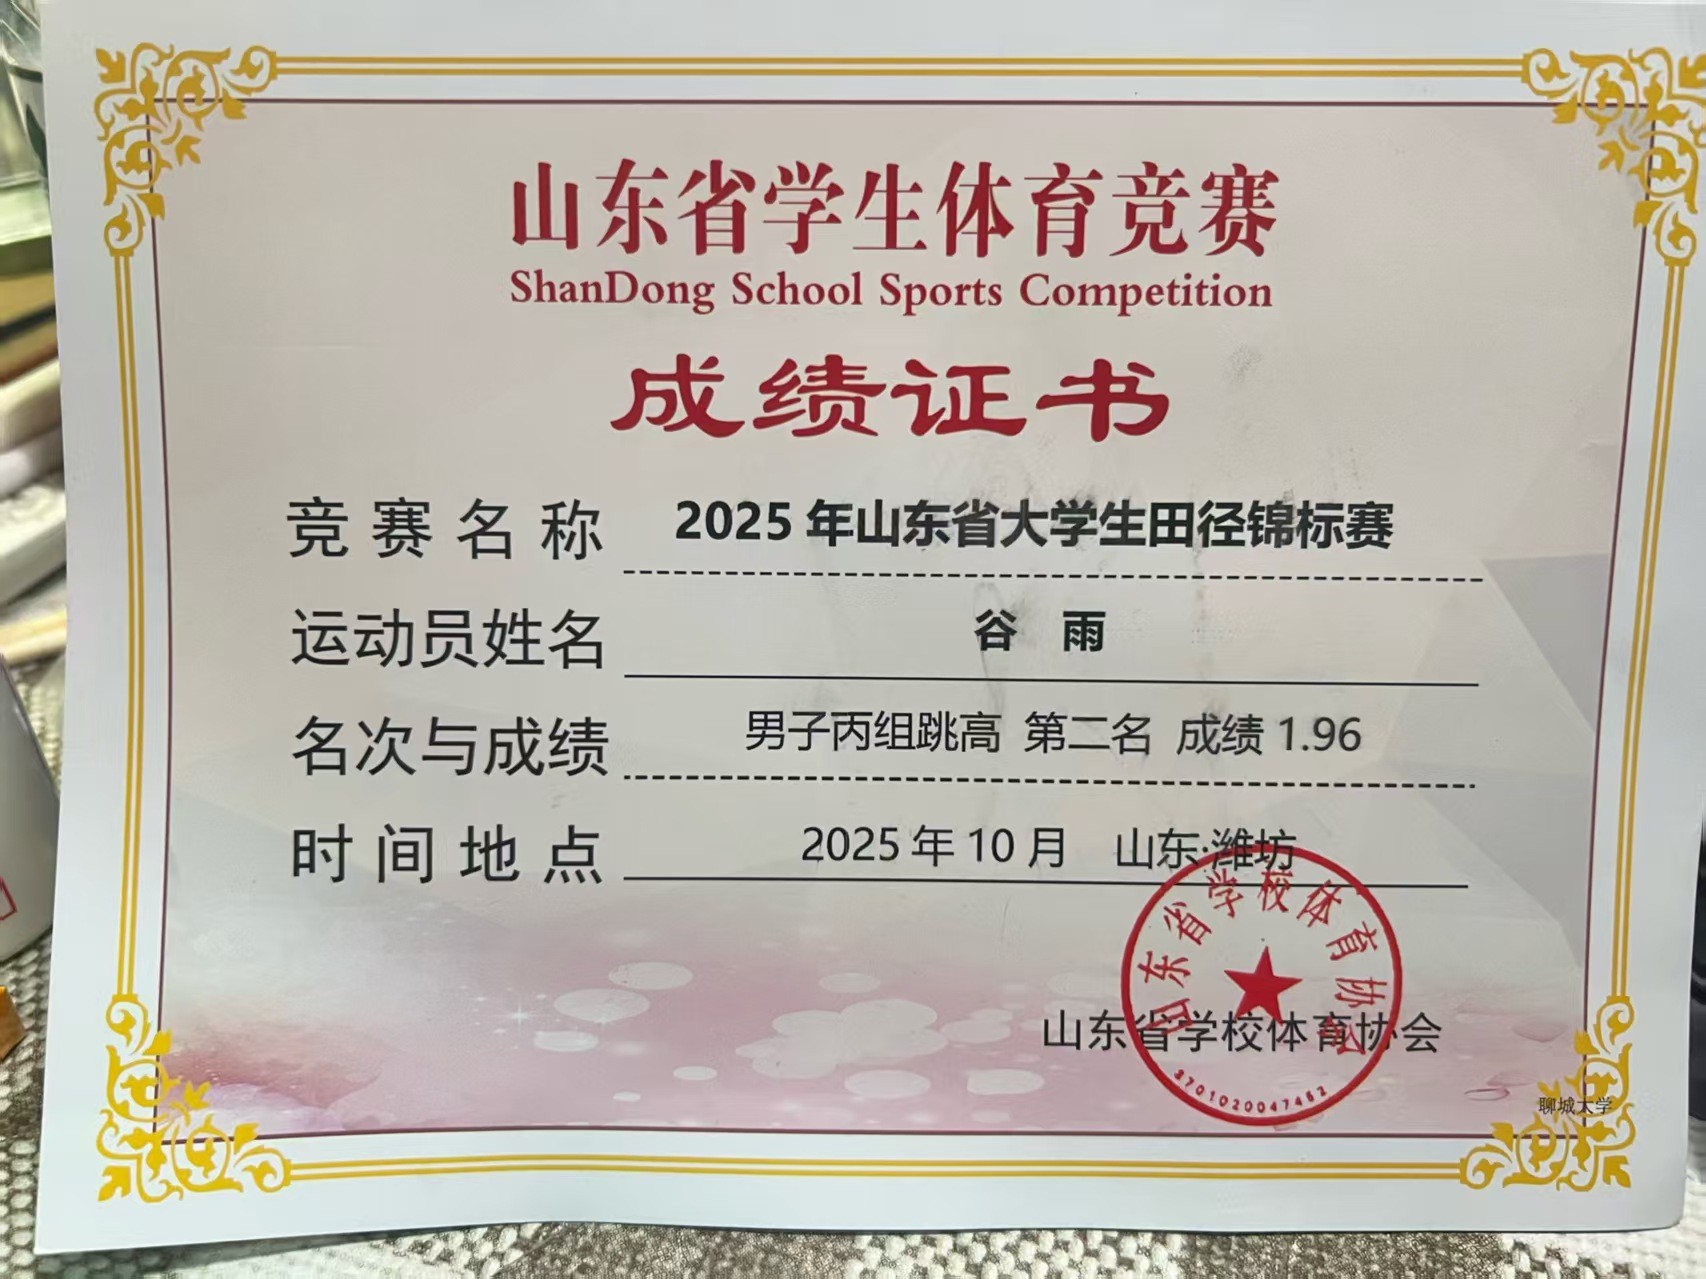 山东省学生体育竞赛
ShanDong School Sports Competition
成绩证书
竞赛名称 2025年山东省大学生田径锦标赛
运动员姓名 谷 雨
名次与成绩 男子丙组跳高 第二名 成绩 1.96
时间地点 2025年10月 山东·潍坊
山东省学校体育协会
山东省学校体育协会
3701020047462
聊城大学